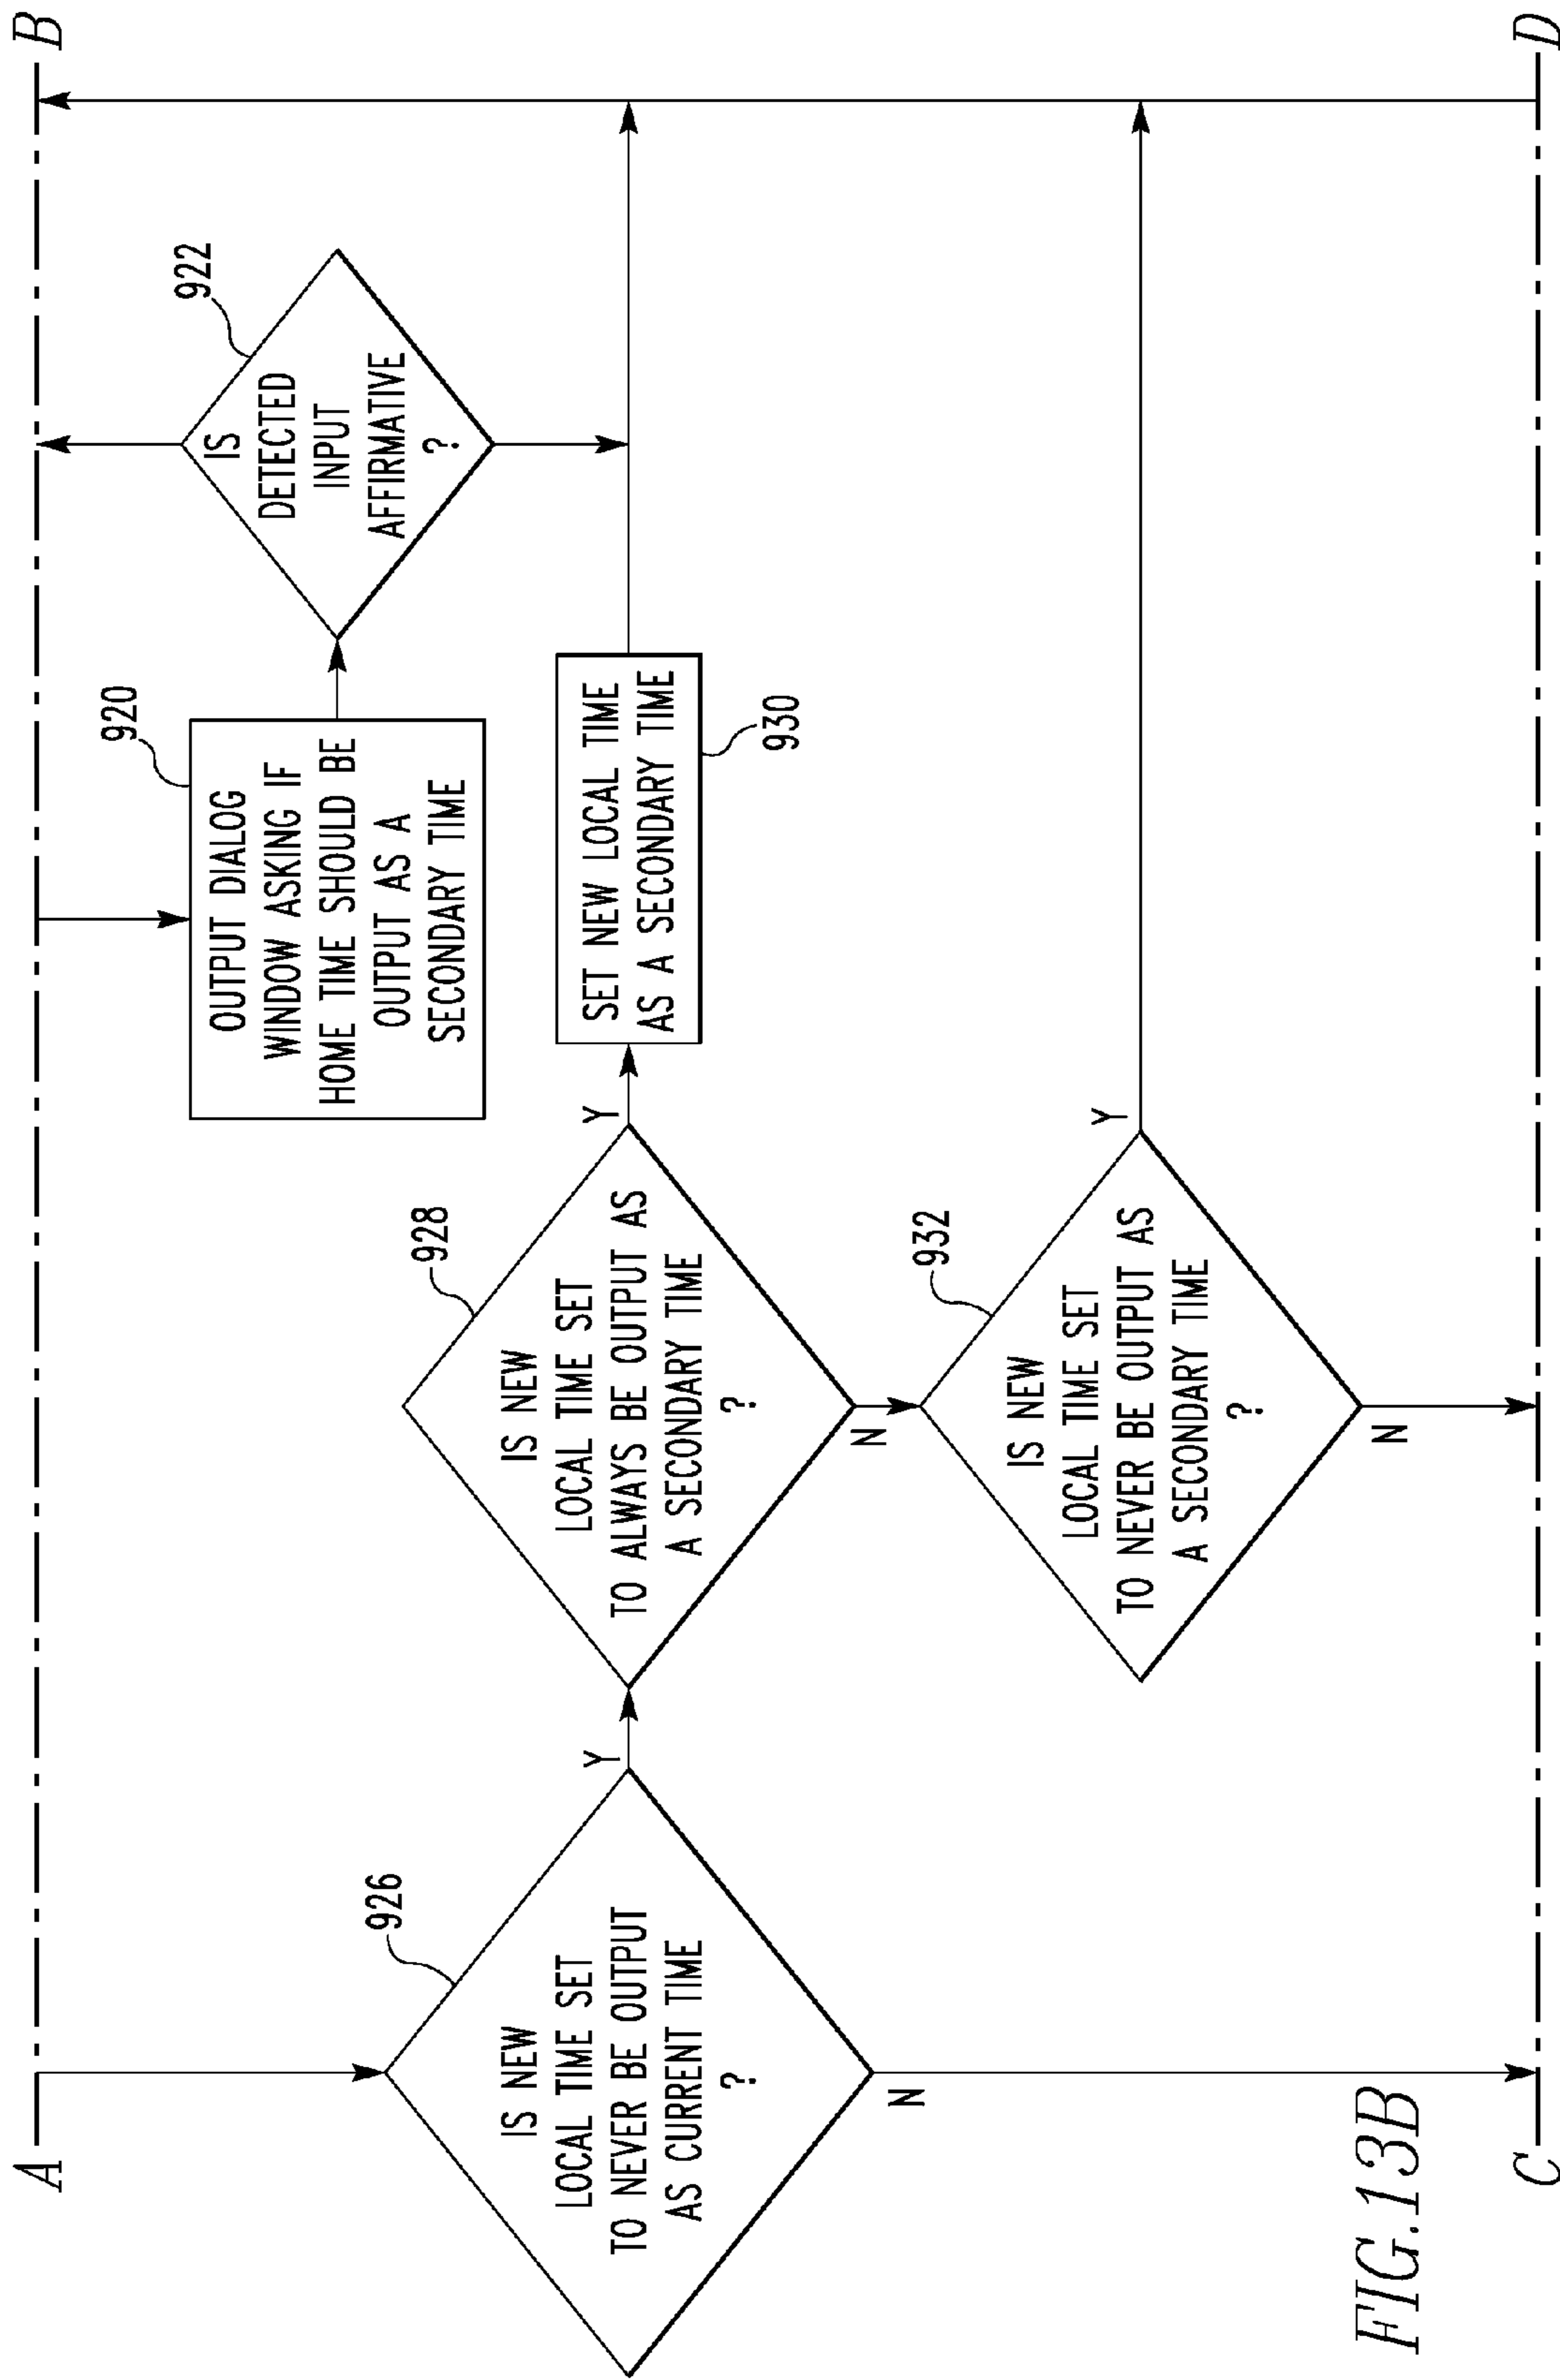 A
B
920
OUTPUT DIALOG
WINDOW ASKING IF
HOME TIME SHOULD BE
OUTPUT AS A
SECONDARY TIME
922
IS
DETECTED
INPUT
AFFIRMATIVE
?
926
IS NEW
LOCAL TIME SET
TO NEVER BE OUTPUT
AS CURRENT TIME
?
Y
N
928
IS NEW
LOCAL TIME SET
TO ALWAYS BE OUTPUT AS
A SECONDARY TIME
?
Y
N
SET NEW LOCAL TIME
AS A SECONDARY TIME
930
932
IS NEW
LOCAL TIME SET
TO NEVER BE OUTPUT AS
A SECONDARY TIME
?
Y
N
FIG.13B
C
D